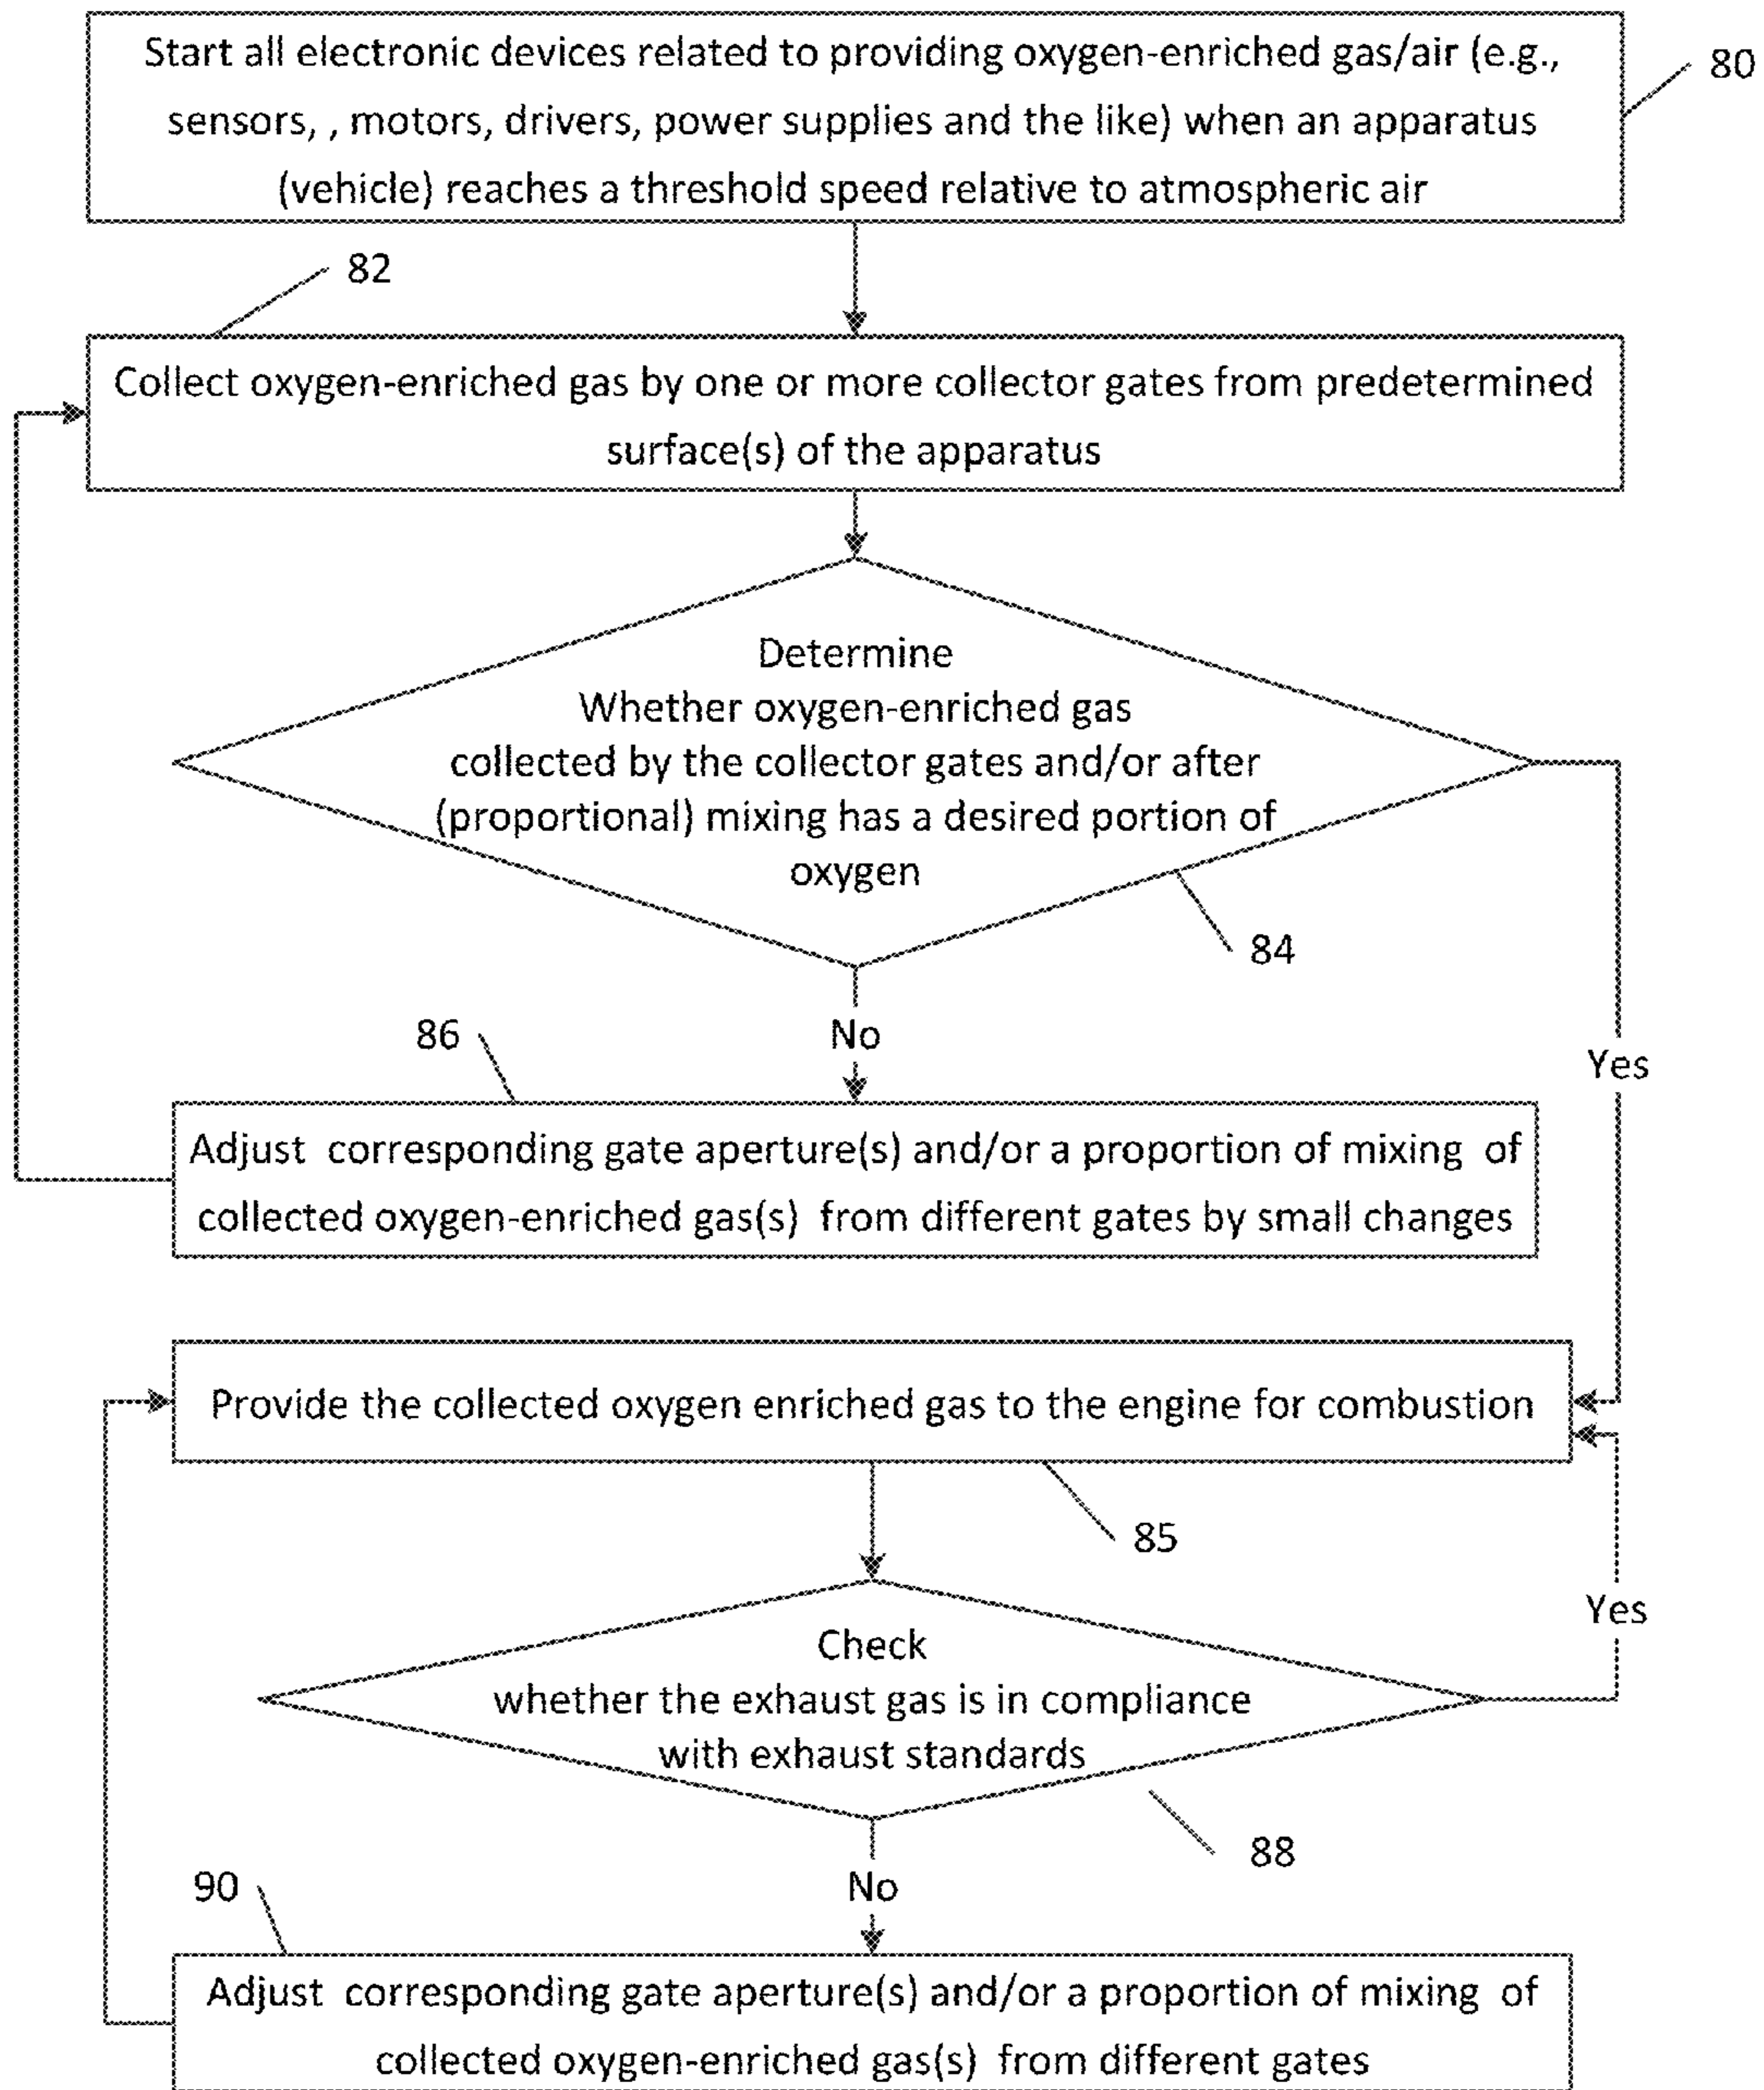 Start all electronic devices related to providing oxygen-enriched gas/air (e.g.,
sensors, , motors, drivers, power supplies and the like) when an apparatus
(vehicle) reaches a threshold speed relative to atmospheric air
80
82
Collect oxygen-enriched gas by one or more collector gates from predetermined
surface(s) of the apparatus
Determine
Whether oxygen-enriched gas
collected by the collector gates and/or after
(proportional) mixing has a desired portion of
oxygen
84
No
86
Yes
Adjust corresponding gate aperture(s) and/or a proportion of mixing of
collected oxygen-enriched gas(s) from different gates by small changes
Provide the collected oxygen enriched gas to the engine for combustion
85
Yes
Check
whether the exhaust gas is in compliance
with exhaust standards
88
No
90
Adjust corresponding gate aperture(s) and/or a proportion of mixing of
collected oxygen-enriched gas(s) from different gates